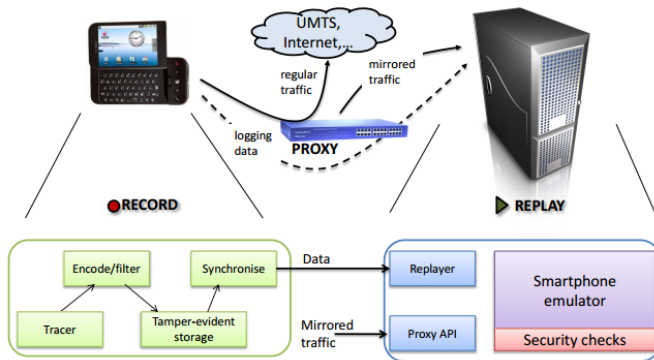 UMTS,
Internet,...
regular
traffic
mirrored
traffic
logging
data
PROXY
RECORD
REPLAY
Encode/filter
Synchronise
Tracer
Tamper-evident
storage
Data
Mirrored
traffic
Replayer
Proxy API
Smartphone
emulator
Security checks